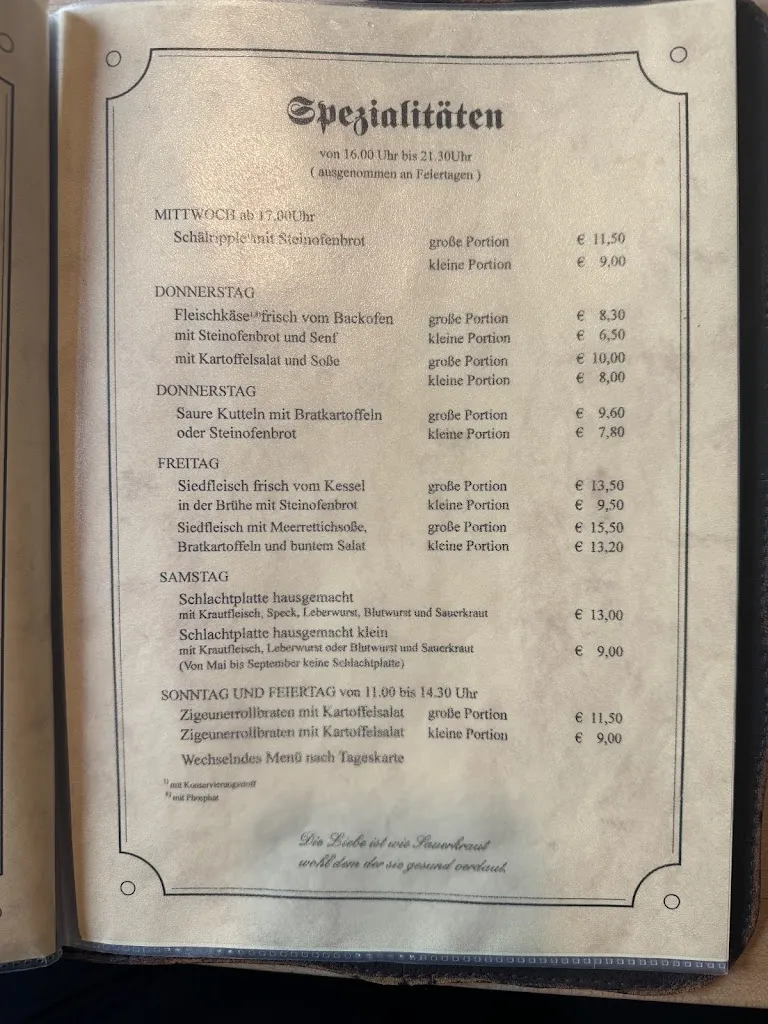 Spezialitäten
von 16.00 Uhr bis 21.30Uhr
( ausgenommen an Feiertagen )
MITTWOCH ab 17.00Uhr
Schälripple mit Steinofenbrot große Portion € 11,50
kleine Portion € 9,00
DONNERSTAG
Fleischkäse frisch vom Backofen große Portion € 8,30
mit Steinofenbrot und Senf kleine Portion € 6,50
mit Kartoffelsalat und Soße große Portion € 10,00
kleine Portion € 8,00
DONNERSTAG
Saure Kutteln mit Bratkartoffeln große Portion € 9,60
oder Steinofenbrot kleine Portion € 7,80
FREITAG
Siedfleisch frisch vom Kessel große Portion € 13,50
in der Brühe mit Steinofenbrot kleine Portion € 9,50
Siedfleisch mit Meerrettichsoße, große Portion € 15,50
Bratkartoffeln und buntem Salat kleine Portion € 13,20
SAMSTAG
Schlachtplatte hausgemacht
mit Krautfleisch, Speck, Leberwurst, Blutwurst und Sauerkraut € 13,00
Schlachtplatte hausgemacht klein
mit Krautfleisch, Leberwurst oder Blutwurst und Sauerkraut € 9,00
(Von Mai bis September keine Schlachtplatte)
SONNTAG UND FEIERTAG von 11.00 bis 14.30 Uhr
Zigeunerrollbraten mit Kartoffelsalat große Portion € 11,50
Zigeunerrollbraten mit Kartoffelsalat kleine Portion € 9,00
Wechselndes Menü nach Tageskarte
mit Konservierungsstoff
mit Phosphat
Die Liebe ist wie Sauerkraut
wohl dem der sie gesund verdaut.